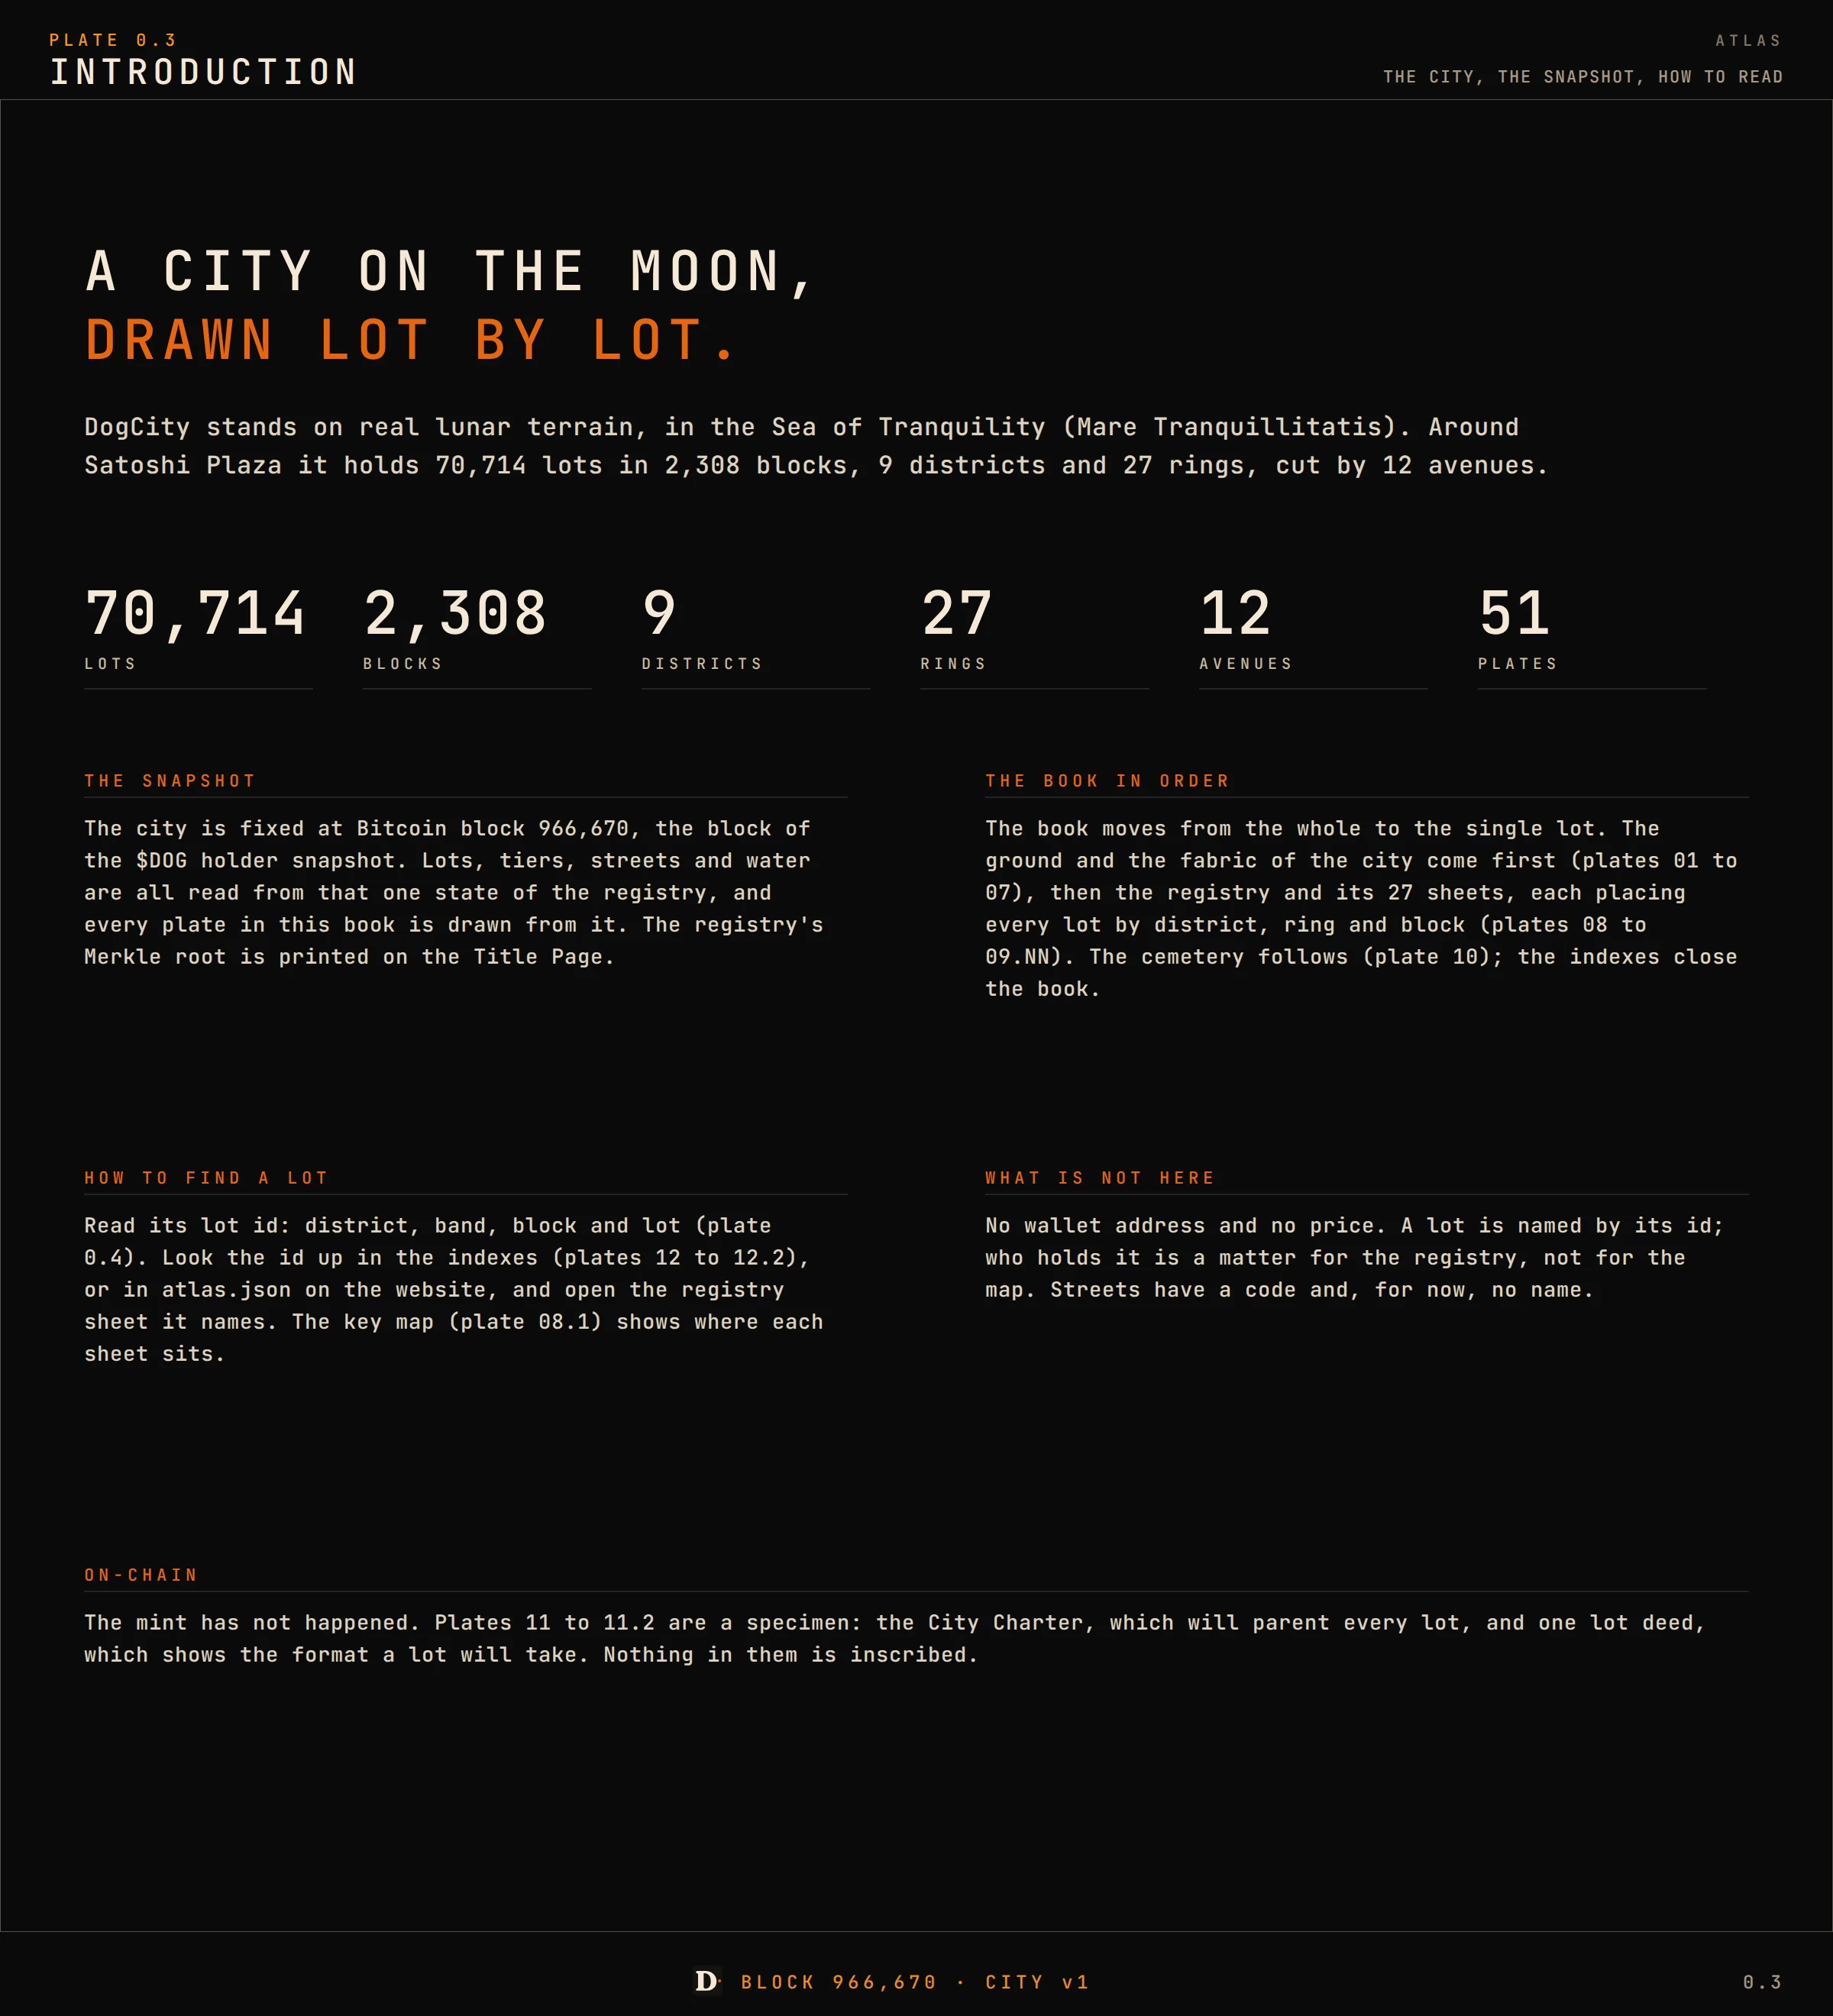 PLATE 0.3
INTRODUCTION
ATLAS
THE CITY, THE SNAPSHOT, HOW TO READ
A CITY ON THE MOON,
DRAWN LOT BY LOT.
DogCity stands on real lunar terrain, in the Sea of Tranquility (Mare Tranquillitatis). Around
Satoshi Plaza it holds 70,714 lots in 2,308 blocks, 9 districts and 27 rings, cut by 12 avenues.
70,714
LOTS
2,308
BLOCKS
9
DISTRICTS
27
RINGS
12
AVENUES
51
PLATES
THE SNAPSHOT
The city is fixed at Bitcoin block 966,670, the block of
the $DOG holder snapshot. Lots, tiers, streets and water
are all read from that one state of the registry, and
every plate in this book is drawn from it. The registry's
Merkle root is printed on the Title Page.
THE BOOK IN ORDER
The book moves from the whole to the single lot. The
ground and the fabric of the city come first (plates 01 to
07), then the registry and its 27 sheets, each placing
every lot by district, ring and block (plates 08 to
09.NN). The cemetery follows (plate 10); the indexes close
the book.
HOW TO FIND A LOT
Read its lot id: district, band, block and lot (plate
0.4). Look the id up in the indexes (plates 12 to 12.2),
or in atlas.json on the website, and open the registry
sheet it names. The key map (plate 08.1) shows where each
sheet sits.
WHAT IS NOT HERE
No wallet address and no price. A lot is named by its id;
who holds it is a matter for the registry, not for the
map. Streets have a code and, for now, no name.
ON-CHAIN
The mint has not happened. Plates 11 to 11.2 are a specimen: the City Charter, which will parent every lot, and one lot deed,
which shows the format a lot will take. Nothing in them is inscribed.
D BLOCK 966,670 · CITY v1
0.3